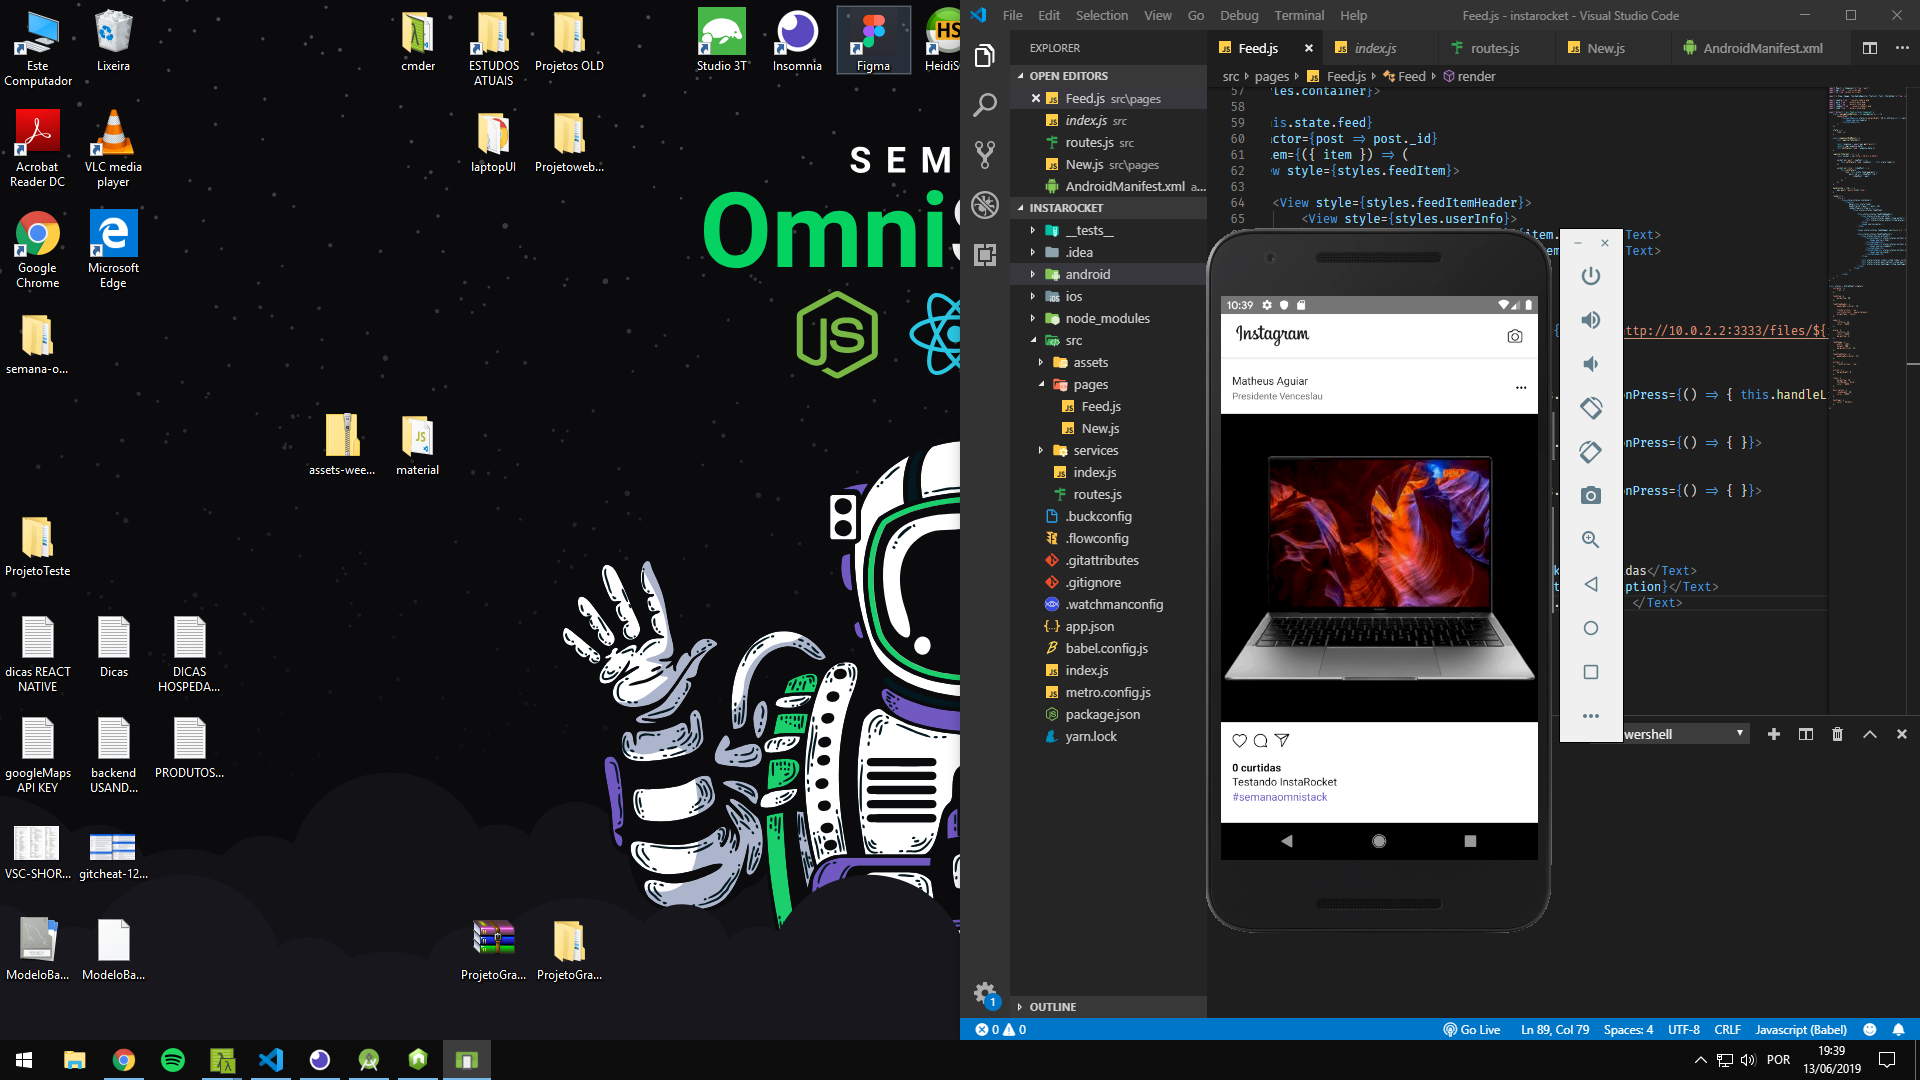 Este Computador
Lixeira
cmder
ESTUDOS ATUAIS
Projetos OLD
Studio 3T
Insomnia
Figma
Acrobat Reader DC
VLC media player
laptopUI
Projetoweb...
Google Chrome
Microsoft Edge
semana-o...
assets-wee...
material
ProjetoTeste
dicas REACT NATIVE
Dicas
DICAS HOSPEDA...
googleMaps API KEY
backend USAND...
PRODUTOS...
VSC-SHOR...
gitcheat-12...
ModeloBa...
ModeloBa...
ProjetoGra...
ProjetoGra...
SEM
Omni
File Edit Selection View Go Debug Terminal Help
Feed.js - instarocket - Visual Studio Code
EXPLORER
Feed.js
index.js
routes.js
New.js
AndroidManifest.xml
src pages Feed.js Feed render
OPEN EDITORS
Feed.js src\pages
index.js src
routes.js src
New.js src\pages
AndroidManifest.xml a...
INSTAROCKET
__tests__
.idea
android
ios
node_modules
src
assets
pages
Feed.js
New.js
services
index.js
routes.js
.buckconfig
.flowconfig
.gitattributes
.gitignore
.watchmanconfig
app.json
babel.config.js
index.js
metro.config.js
package.json
yarn.lock
OUTLINE
57 les.container}>
58
59 is.state.feed}
60 actor={post => post._id}
61 em={({ item }) => (
62 w style={styles.feedItem}>
63
64 <View style={styles.feedItemHeader}>
65 <View style={styles.userInfo}>
{item. Text>
em Text>
ttp://10.0.2.2:3333/files/${
onPress={() => { this.handleL
onPress={() => { }}>
onPress={() => { }}>
das</Text>
ption}</Text>
</Text>
10:39
Instagram
Matheus Aguiar
Presidente Venceslau
0 curtidas
Testando InstaRocket
#semanaomnistack
wershell
0 0
Go Live
Ln 89, Col 79
Spaces: 4
UTF-8
CRLF
Javascript (Babel)
1
POR
19:39
13/06/2019